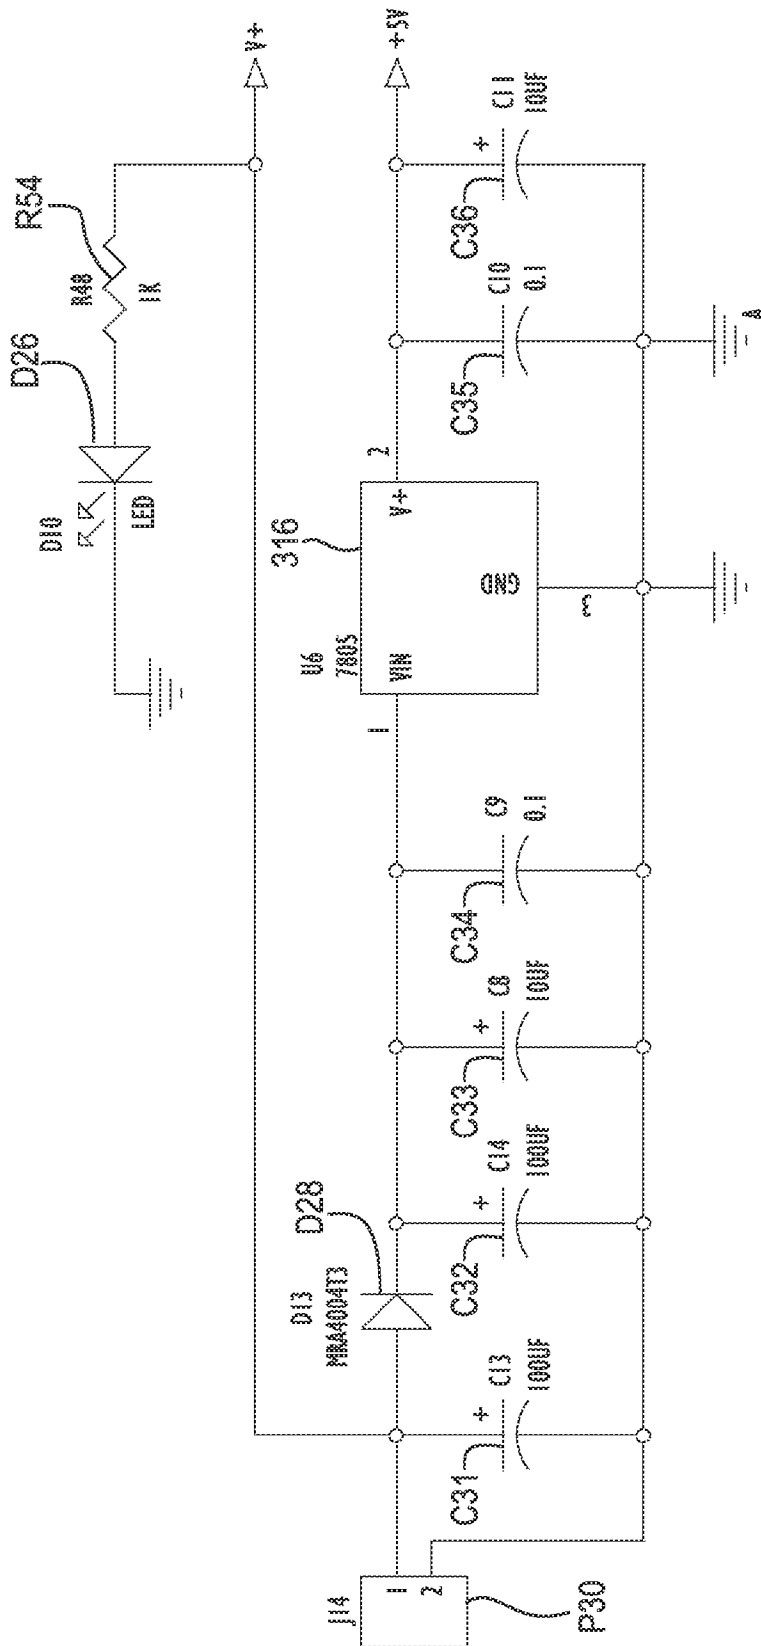 V+
+5V
R54
R48
1K
D26
D10
LED
C11
10UF
C36
C10
0.1
C35
A
2
316
V+
GND
3
U6
7805
VIN
1
C9
0.1
C34
C8
10UF
C33
C14
100UF
C32
D28
D13
MRA4004T3
C13
100UF
C31
J14
1
2
P30